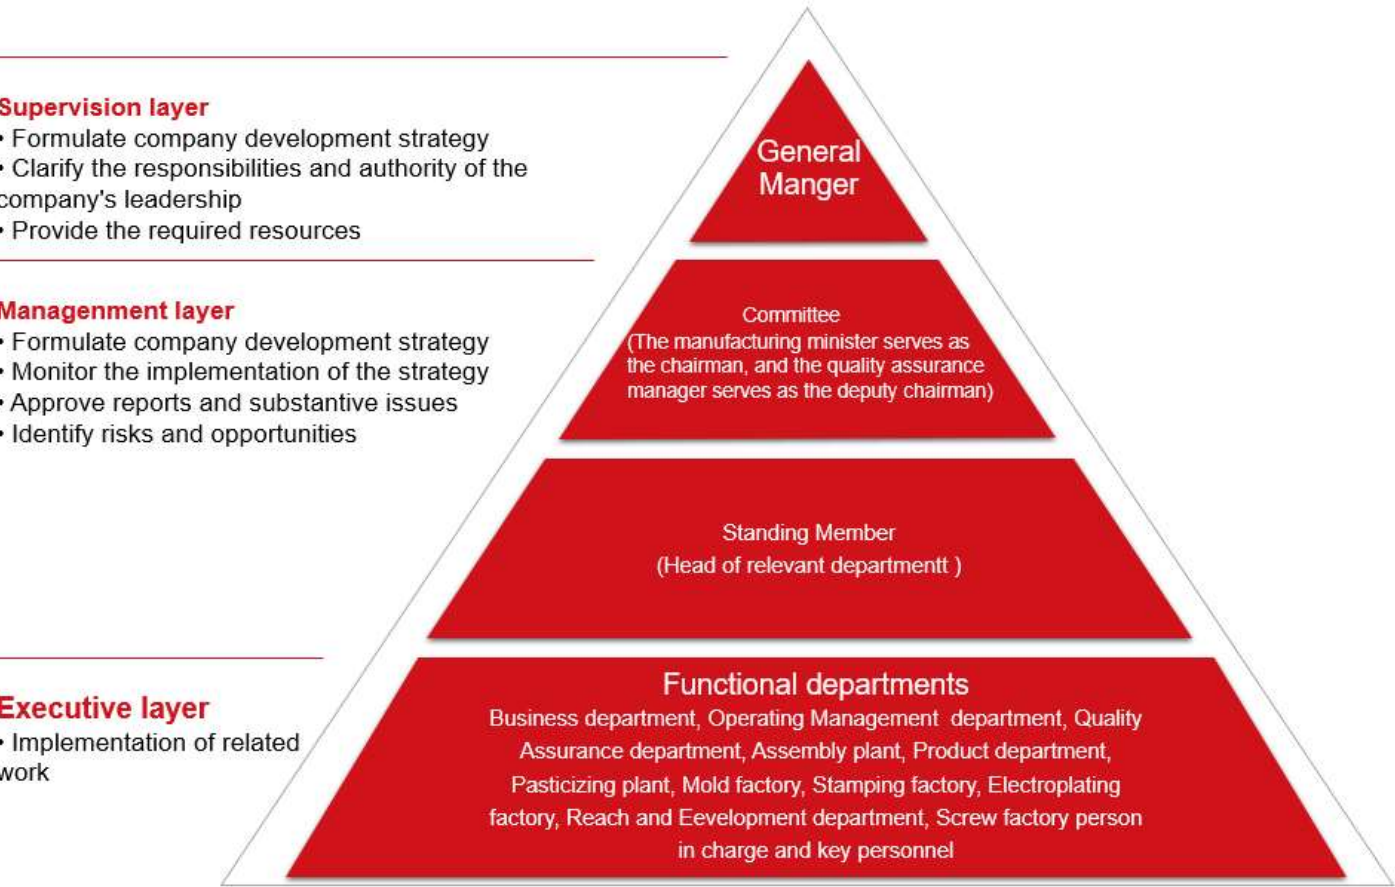 Supervision layer
• Formulate company development strategy
• Clarify the responsibilities and authority of the
company's leadership
• Provide the required resources
Managenment layer
• Formulate company development strategy
• Monitor the implementation of the strategy
• Approve reports and substantive issues
• Identify risks and opportunities
Executive layer
• Implementation of related
work
General
Manger
Committee
(The manufacturing minister serves as
the chairman, and the quality assurance
manager serves as the deputy chairman)
Standing Member
(Head of relevant departmentt )
Functional departments
Business department, Operating Management  department, Quality
Assurance department, Assembly plant, Product department,
Pasticizing plant, Mold factory, Stamping factory, Electroplating
factory, Reach and Eevelopment department, Screw factory person
in charge and key personnel